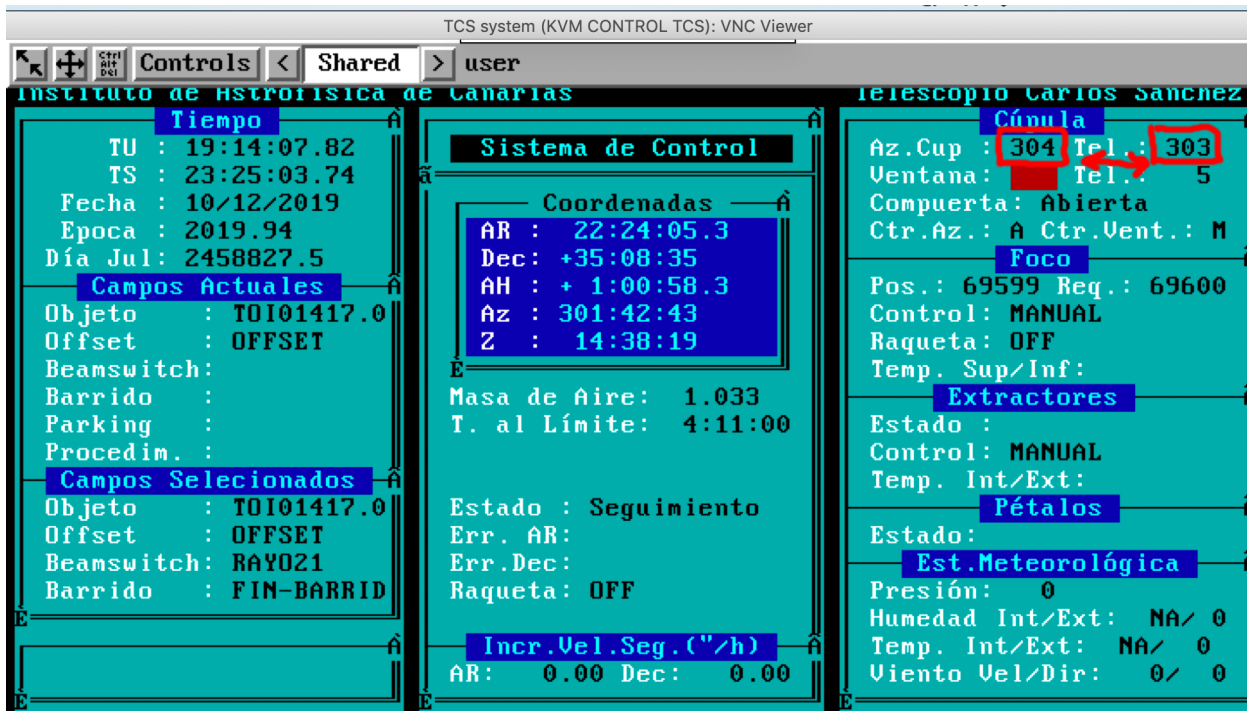 TCS system (KVM CONTROL TCS): VNC Viewer
Ctrl Alt Del Controls < Shared > user
Instituto de Astrofísica de Canarias
Telescopio Carlos Sánchez
Tiempo
TU : 19:14:07.82
TS : 23:25:03.74
Fecha : 10/12/2019
Epoca : 2019.94
Día Jul: 2458827.5
Campos Actuales
Objeto : TOI01417.0
Offset : OFFSET
Beamswitch:
Barrido :
Parking :
Procedim. :
Campos Selecionados
Objeto : TOI01417.0
Offset : OFFSET
Beamswitch: RAYO21
Barrido : FIN-BARRID
Sistema de Control
Coordenadas
AR : 22:24:05.3
Dec: +35:08:35
AH : + 1:00:58.3
Az : 301:42:43
Z : 14:38:19
Masa de Aire: 1.033
T. al Límite: 4:11:00
Estado : Seguimiento
Err. AR:
Err.Dec:
Raqueta: OFF
Incr.Vel.Seg.("/h)
AR: 0.00 Dec: 0.00
Cúpula
Az.Cup : 304 Tel.: 303
Ventana: Tel.: 5
Compuerta: Abierta
Ctr.Az.: A Ctr.Vent.: M
Foco
Pos.: 69599 Req.: 69600
Control: MANUAL
Raqueta: OFF
Temp. Sup/Inf:
Extractores
Estado :
Control: MANUAL
Temp. Int/Ext:
Pétalos
Estado:
Est.Meteorológica
Presión: 0
Humedad Int/Ext: NA/ 0
Temp. Int/Ext: NA/ 0
Viento Vel/Dir: 0/ 0